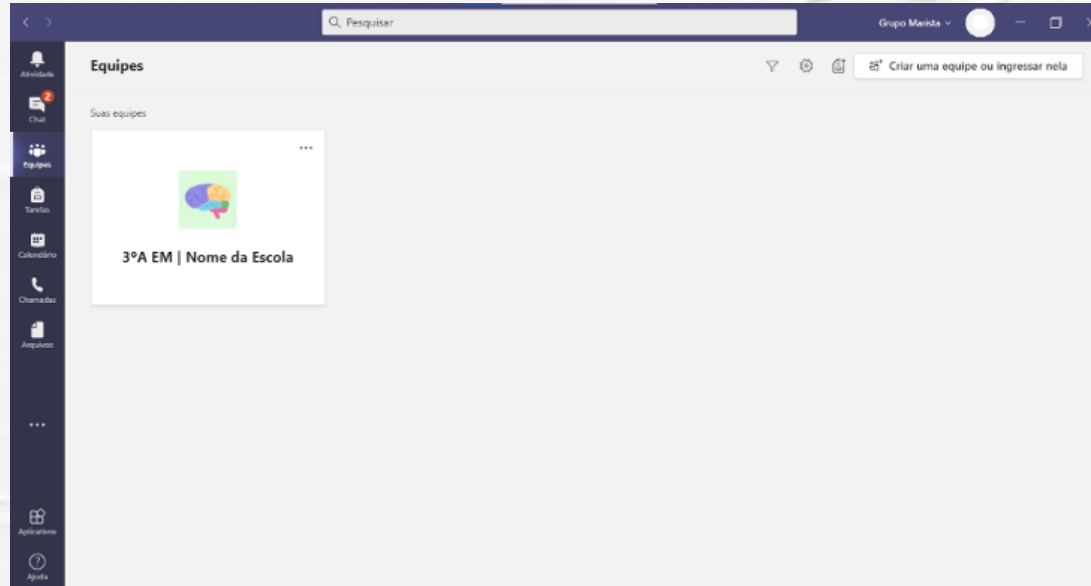 Pesquisar
Grupo Marista
Atividade
Chat
2
Equipes
Tarefas
Calendário
Chamadas
Arquivos
Aplicativos
Ajuda
Equipes
Criar uma equipe ou ingressar nela
Suas equipes
3ºA EM | Nome da Escola